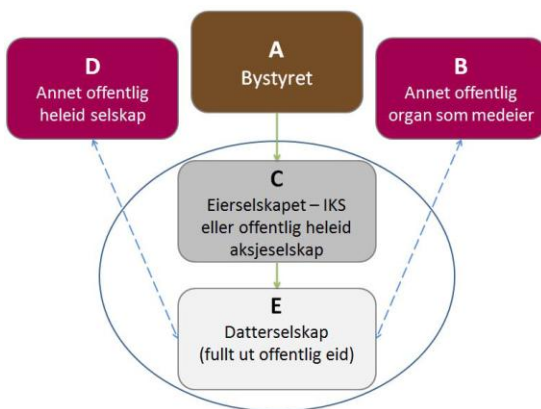 D
Annet offentlig
heleid selskap
A
Bystyret
B
Annet offentlig
organ som medeier
C
Eierselskapet – IKS
eller offentlig heleid
aksjeselskap
E
Datterselskap
(fullt ut offentlig eid)